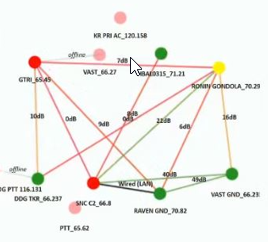 KR PRI AC_120.158
offline
7dB
VAST_66.27
MBAL0315_71.21
GTRI_65.45
RONIN GONDOLA_70.29
10dB
0dB
8dB
16dB
9dB
22dB
6dB
offline
40dB
49dB
DG PTT 116.131
Wired (LAN)
DDG TKR_66.237
SNC C2_66.8
RAVEN GND_70.82
VAST GND_66.23
PTT_65.62